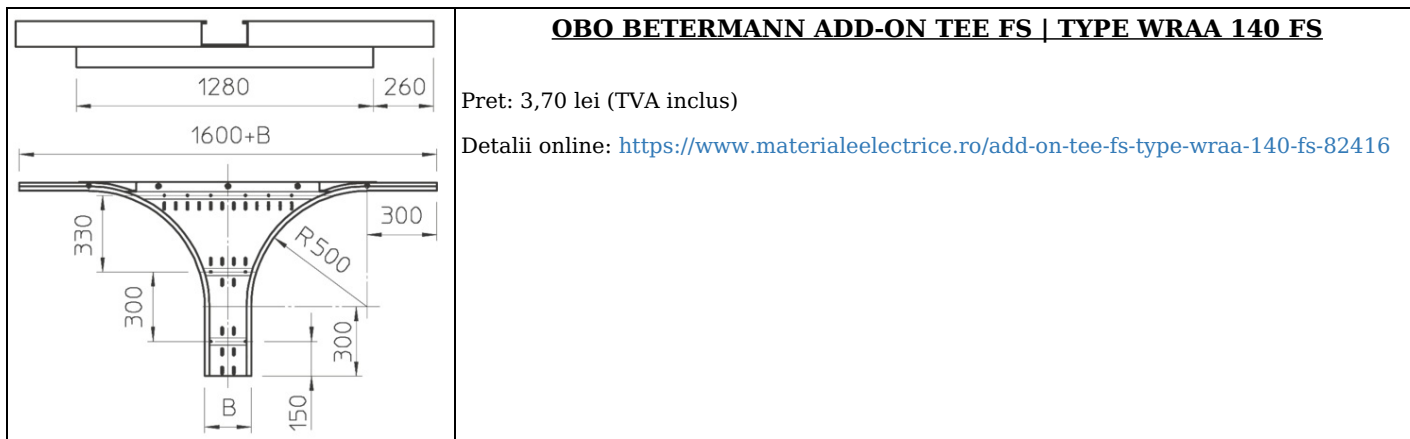 OBO BETERMANN ADD-ON TEE FS | TYPE WRAA 140 FS
Pret: 3,70 lei (TVA inclus)
Detalii online: https://www.materialeelectrice.ro/add-on-tee-fs-type-wraa-140-fs-82416
1280
260
1600+B
330
300
R500
300
300
150
B